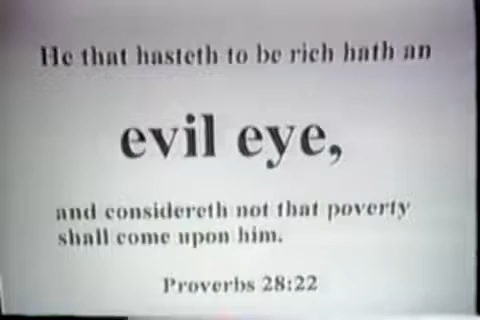 He that hasteth to be rich hath an
evil eye,
and considereth not that poverty
shall come upon him.
Proverbs 28:22